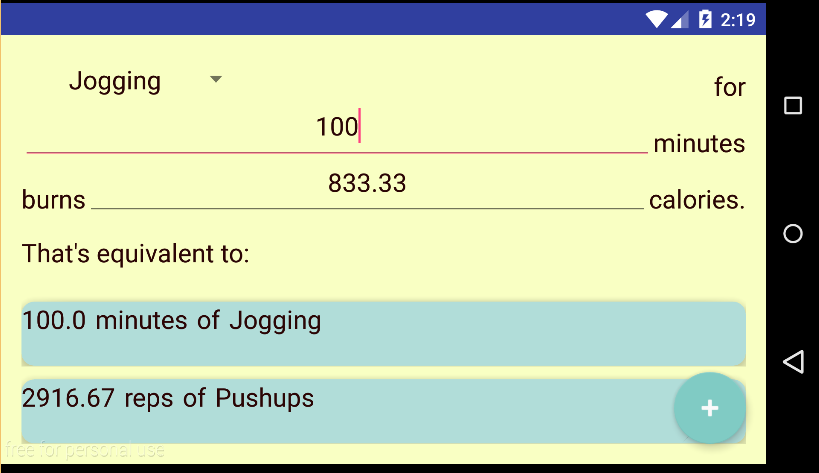 2:19
Jogging for
100 minutes
burns 833.33 calories.
That's equivalent to:
100.0 minutes of Jogging
2916.67 reps of Pushups
+
free for personal use